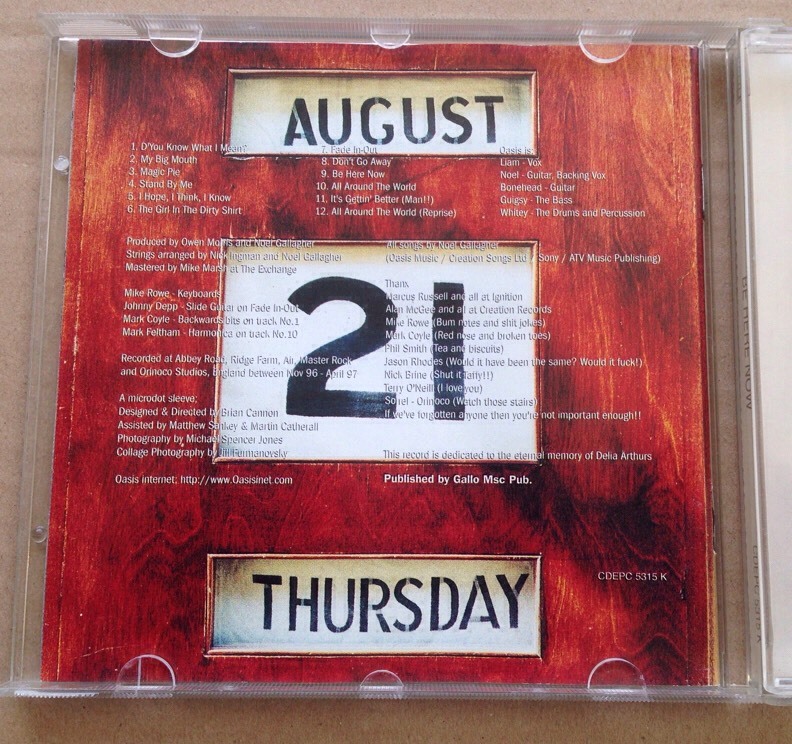 AUGUST
1. D'You Know What I Mean?
2. My Big Mouth
3. Magic Pie
4. Stand By Me
5. I Hope, I Think, I Know
6. The Girl In The Dirty Shirt
7. Fade In-Out
8. Don't Go Away
9. Be Here Now
10. All Around The World
11. It's Gettin' Better (Man!!)
12. All Around The World (Reprise)
Oasis is:
Liam - Vox
Noel - Guitar, Backing Vox
Bonehead - Guitar
Guigsy - The Bass
Whitey - The Drums and Percussion
Produced by Owen Morris and Noel Gallagher
Strings arranged by Nick Ingman and Noel Gallagher
Mastered by Mike Marsh at The Exchange
Mike Rowe - Keyboards
Johnny Depp - Slide Guitar on Fade In-Out
Mark Coyle - Backwards bits on track No.1
Mark Feltham - Harmonica on track No.10
Recorded at Abbey Road, Ridge Farm, Air, Master Rock
and Orinoco Studios, England between Nov 96 - April 97
A microdot sleeve:
Designed & Directed by Brian Cannon
Assisted by Matthew Sankey & Martin Catherall
Photography by Michael Spencer Jones
Collage Photography by Jill Furmanovsky
Oasis internet; http://www.Oasisinet.com
All songs by Noel Gallagher
(Oasis Music / Creation Songs Ltd / Sony / ATV Music Publishing)
Thanx
Marcus Russell and all at Ignition
Alan McGee and all at Creation Records
Mike Rowe (Bum notes and shit jokes)
Mark Coyle (Red nose and broken toes)
Phil Smith (Tea and biscuits)
Jason Rhodes (Would it have been the same? Would it fuck!)
Nick Brine (Shut it Taffy!!)
Terry O'Neill (I love you)
Sorrel - Orinoco (Watch those stairs)
If we've forgotten anyone then you're not important enough!!
This record is dedicated to the eternal memory of Delia Arthurs
Published by Gallo Msc Pub.
21
THURSDAY
CDEPC 5315 K
BE HERE NOW